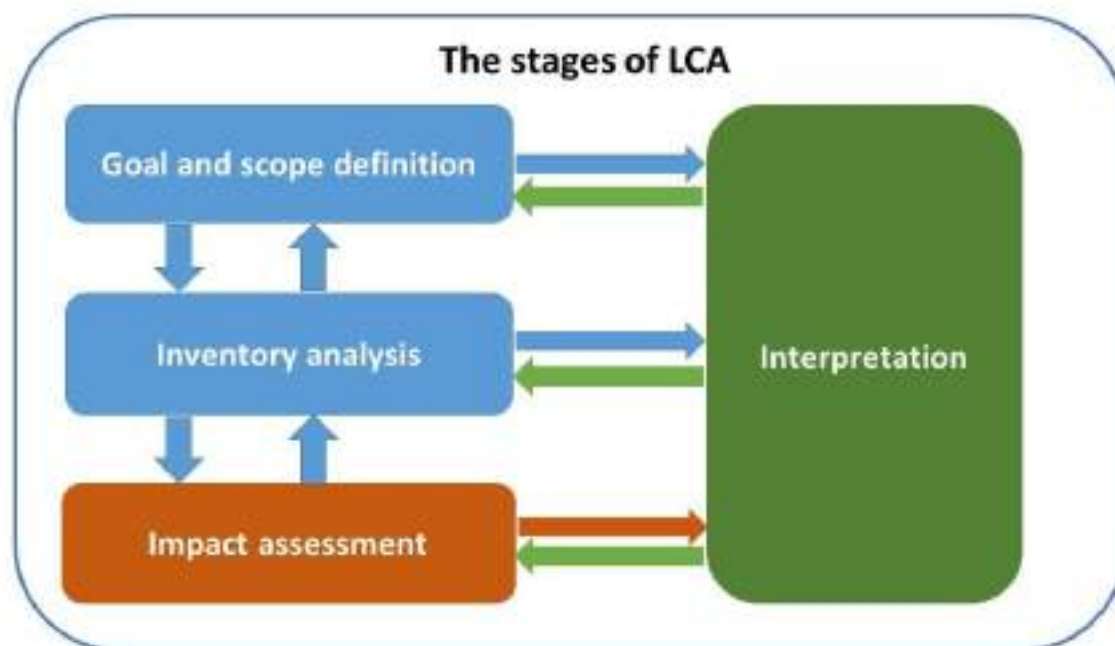 The stages of LCA
Goal and scope definition
Inventory analysis
Interpretation
Impact assessment